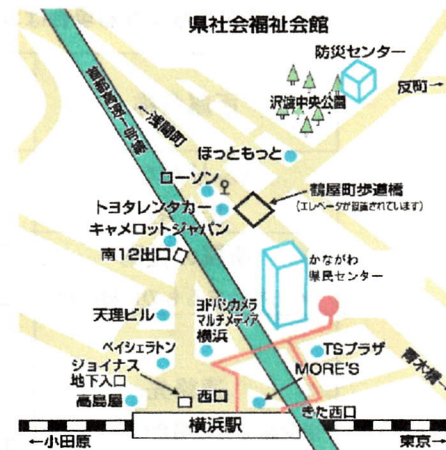 県社会福祉会館
防災センター
反町→
沢渡中央公園
←浅間町
首都高速一号線
ほっともっと
ローソン
トヨタレンタカー
鶴屋町歩道橋
(エレベータが設置されています)
キャメロットジャパン
南12出口
かながわ
県民センター
天理ビル
ヨドバシカメラ
マルチメディア
横浜
ベイシェラトン
TSプラザ
青木橋→
ジョイナス
地下入口
MORE'S
高島屋
西口
きた西口
横浜駅
←小田原
東京→